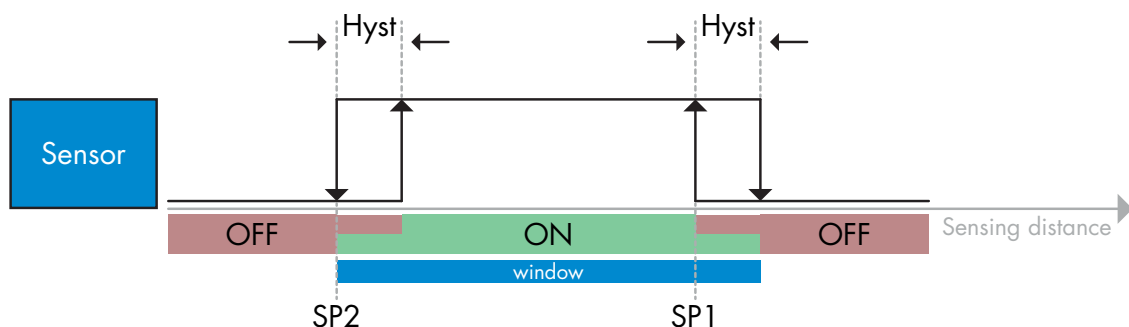 Hyst Hyst
Sensor
OFF ON OFF Sensing distance
window
SP2 SP1